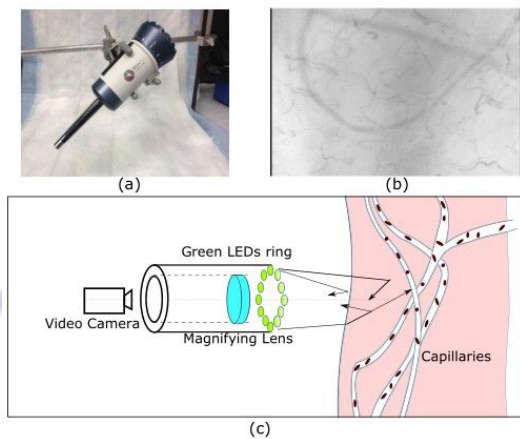 (a)
(b)
Green LEDs ring
Video Camera
Magnifying Lens
Capillaries
(c)